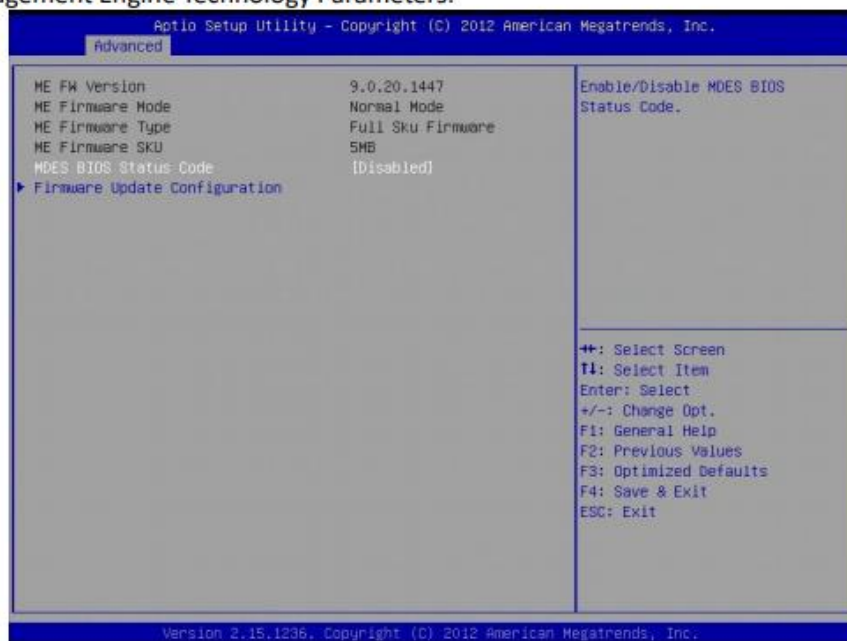 gement Engine Technology Parameters.
Aptio Setup Utility – Copyright (C) 2012 American Megatrends, Inc.
Advanced
ME FW Version 9.0.20.1447
ME Firmware Mode Normal Mode
ME Firmware Type Full Sku Firmware
ME Firmware SKU 5MB
MDES BIOS Status Code [Disabled]
Firmware Update Configuration
Enable/Disable MDES BIOS
Status Code.
→←: Select Screen
↑↓: Select Item
Enter: Select
+/-: Change Opt.
F1: General Help
F2: Previous Values
F3: Optimized Defaults
F4: Save & Exit
ESC: Exit
Version 2.15.1236. Copyright (C) 2012 American Megatrends, Inc.